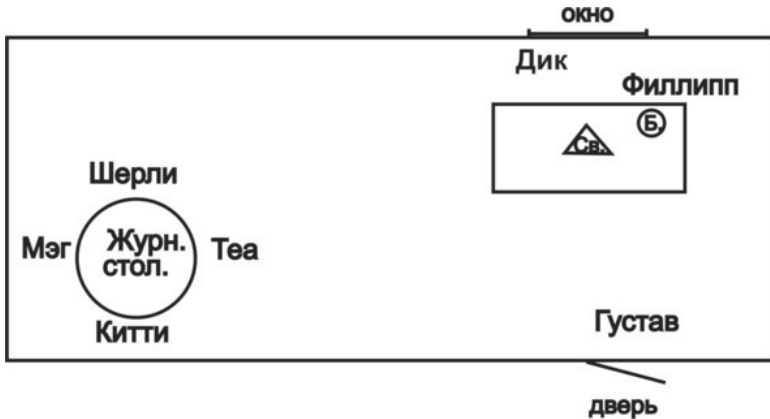 окно
Дик
Филлипп
Б.
Св.
Шерли
Мэг
Журн.
стол.
Теа
Китти
Густав
дверь